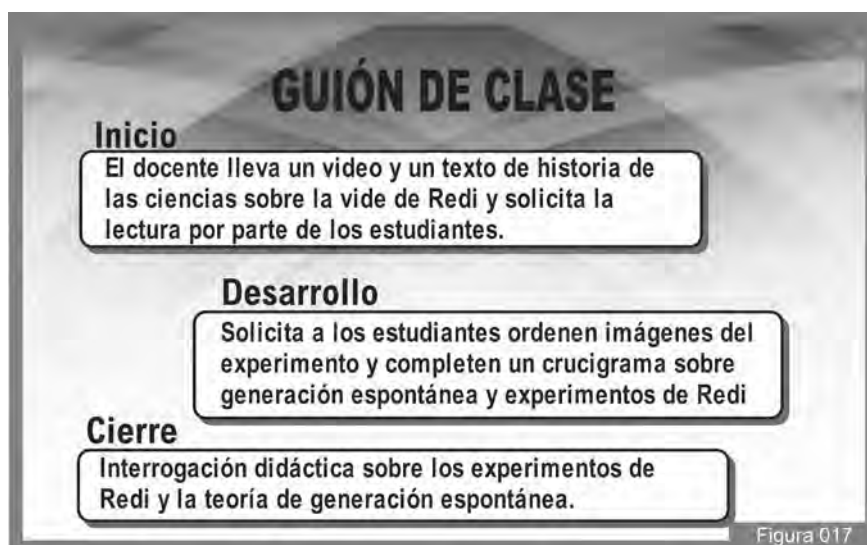 GUIÓN DE CLASE
Inicio
El docente lleva un video y un texto de historia de
las ciencias sobre la vide de Redi y solicita la
lectura por parte de los estudiantes.
Desarrollo
Solicita a los estudiantes ordenen imágenes del
experimento y completen un crucigrama sobre
generación espontánea y experimentos de Redi
Cierre
Interrogación didáctica sobre los experimentos de
Redi y la teoría de generación espontánea.
Figura 017